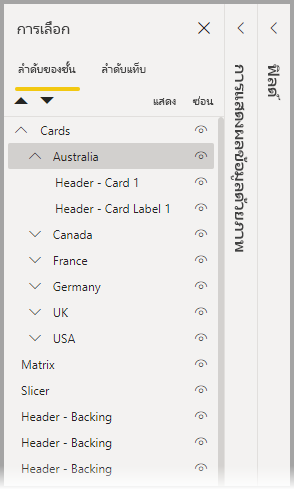 การเลือก
ลำดับของชั้น ลำดับแท็บ
แสดง ซ่อน
Cards
Australia
Header - Card 1
Header - Card Label 1
Canada
France
Germany
UK
USA
Matrix
Slicer
Header - Backing
Header - Backing
Header - Backing
การแสดงผลข้อมูลด้วยภาพ
ฟิลด์